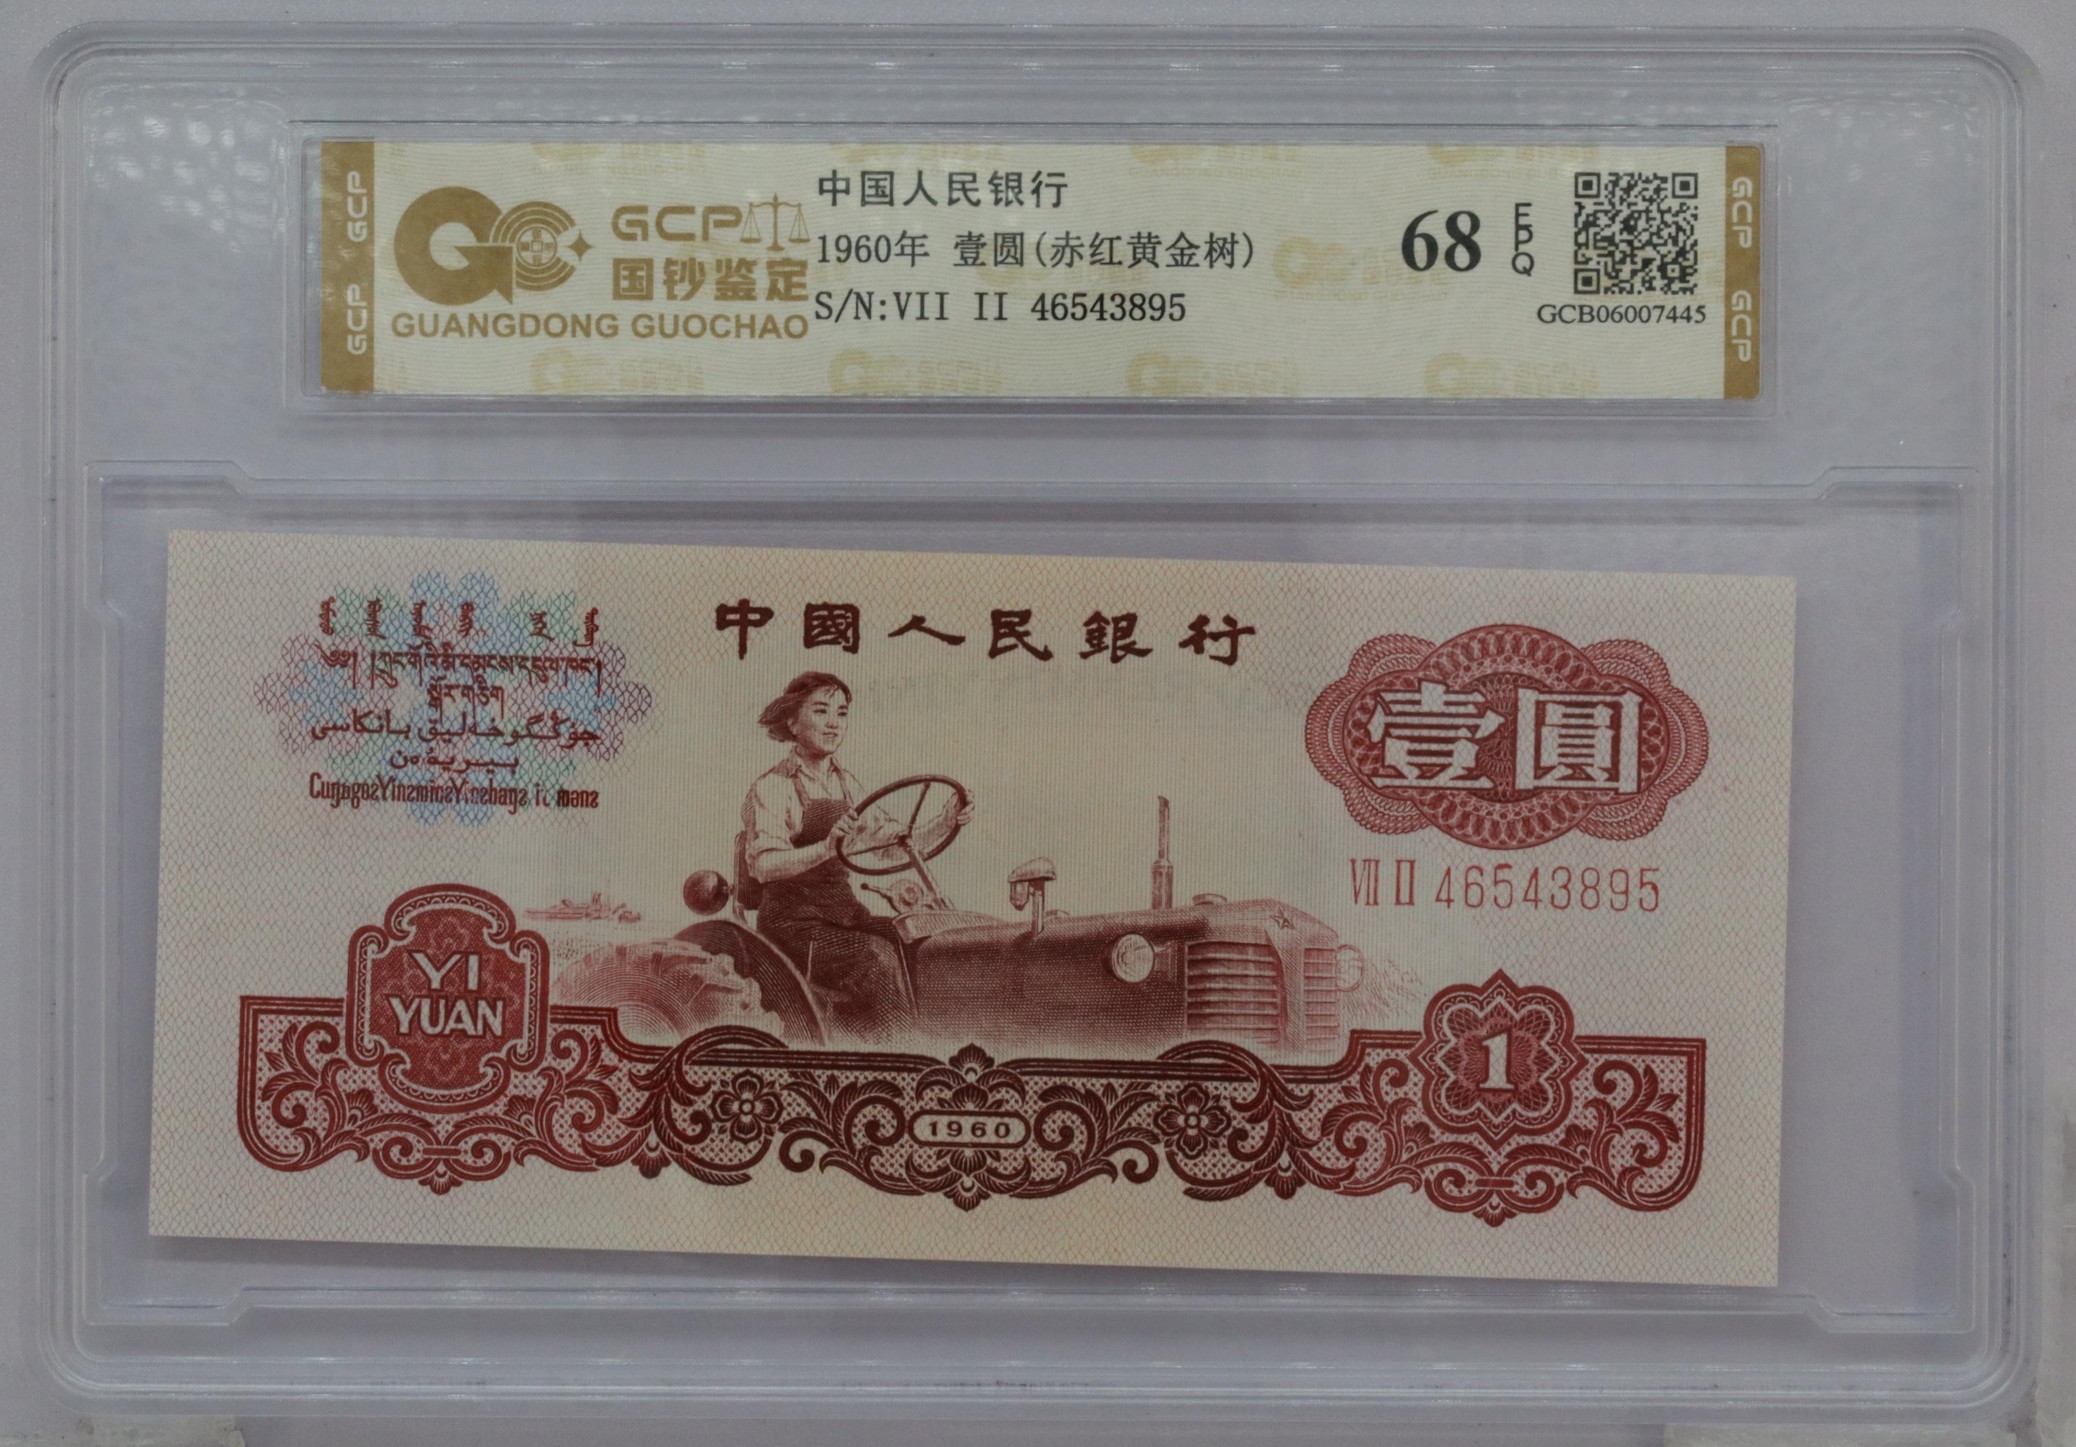 GCP GCP
GCP
国钞鉴定
GUANGDONG GUOCHAO
中国人民银行
1960年 壹圆(赤红黄金树)
S/N:VII II 46543895
68 EPQ
GCB06007445
GCP GCP
中國人民銀行
壹圓
VII II 46543895
YI
YUAN
1960
1